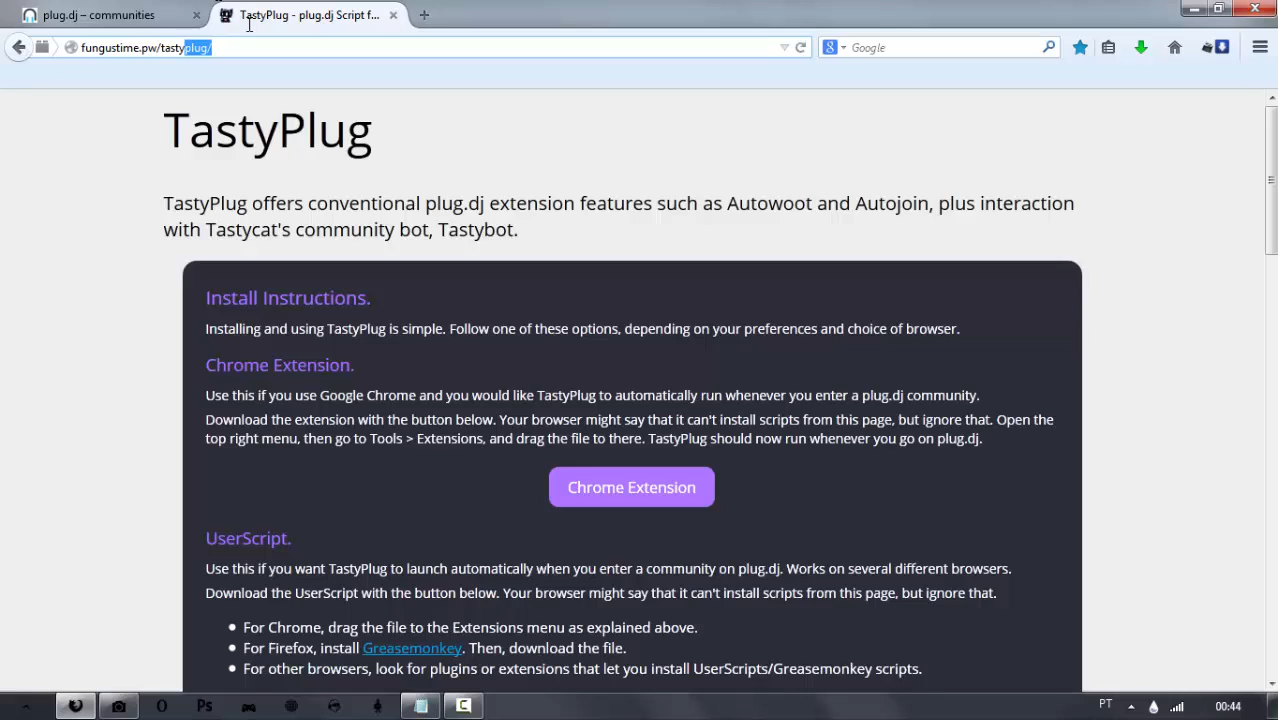 plug.dj – communities
TastyPlug - plug.dj Script f...
fungustime.pw/tastyplug/
Google
TastyPlug
TastyPlug offers conventional plug.dj extension features such as Autowoot and Autojoin, plus interaction
with Tastycat's community bot, Tastybot.
Install Instructions.
Installing and using TastyPlug is simple. Follow one of these options, depending on your preferences and choice of browser.
Chrome Extension.
Use this if you use Google Chrome and you would like TastyPlug to automatically run whenever you enter a plug.dj community.
Download the extension with the button below. Your browser might say that it can't install scripts from this page, but ignore that. Open the
top right menu, then go to Tools > Extensions, and drag the file to there. TastyPlug should now run whenever you go on plug.dj.
Chrome Extension
UserScript.
Use this if you want TastyPlug to launch automatically when you enter a community on plug.dj. Works on several different browsers.
Download the UserScript with the button below. Your browser might say that it can't install scripts from this page, but ignore that.
For Chrome, drag the file to the Extensions menu as explained above.
For Firefox, install Greasemonkey. Then, download the file.
For other browsers, look for plugins or extensions that let you install UserScripts/Greasemonkey scripts.
PT
00:44